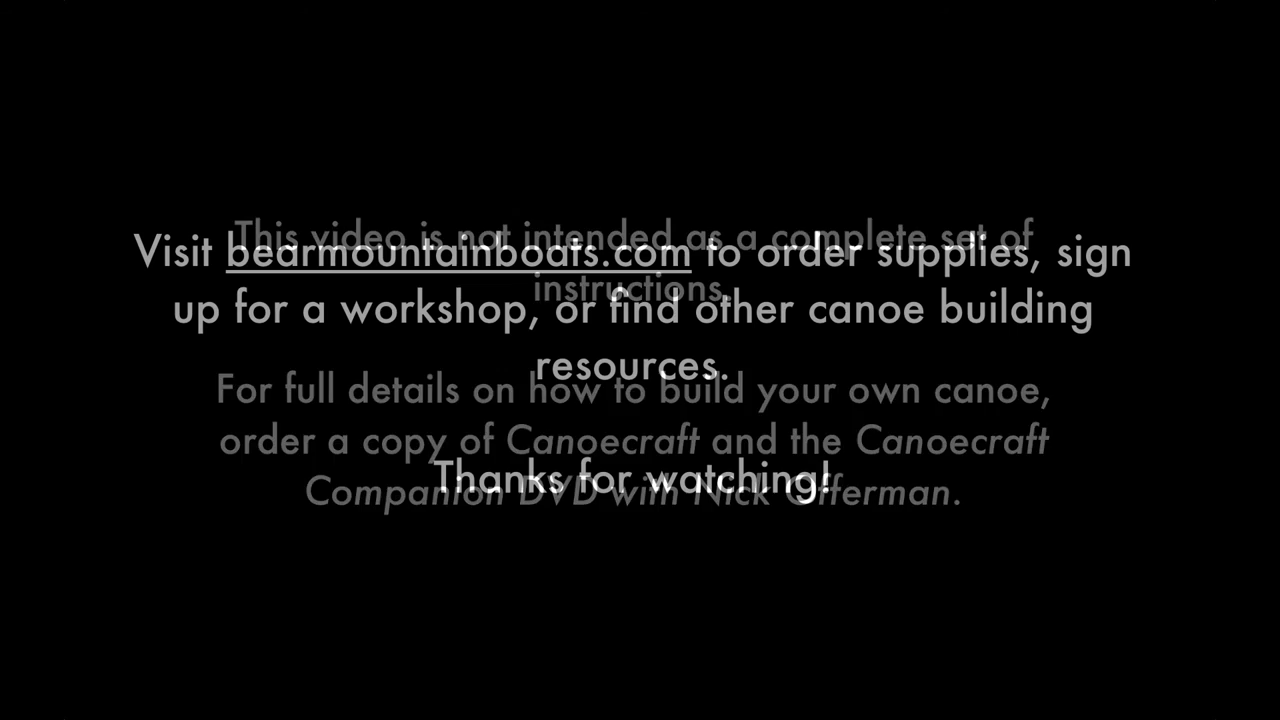 This video is not intended as a complete set of
instructions.
For full details on how to build your own canoe,
order a copy of Canoecraft and the Canoecraft
Companion DVD with Nick Offerman.
Visit bearmountainboats.com to order supplies, sign
up for a workshop, or find other canoe building
resources.
Thanks for watching!